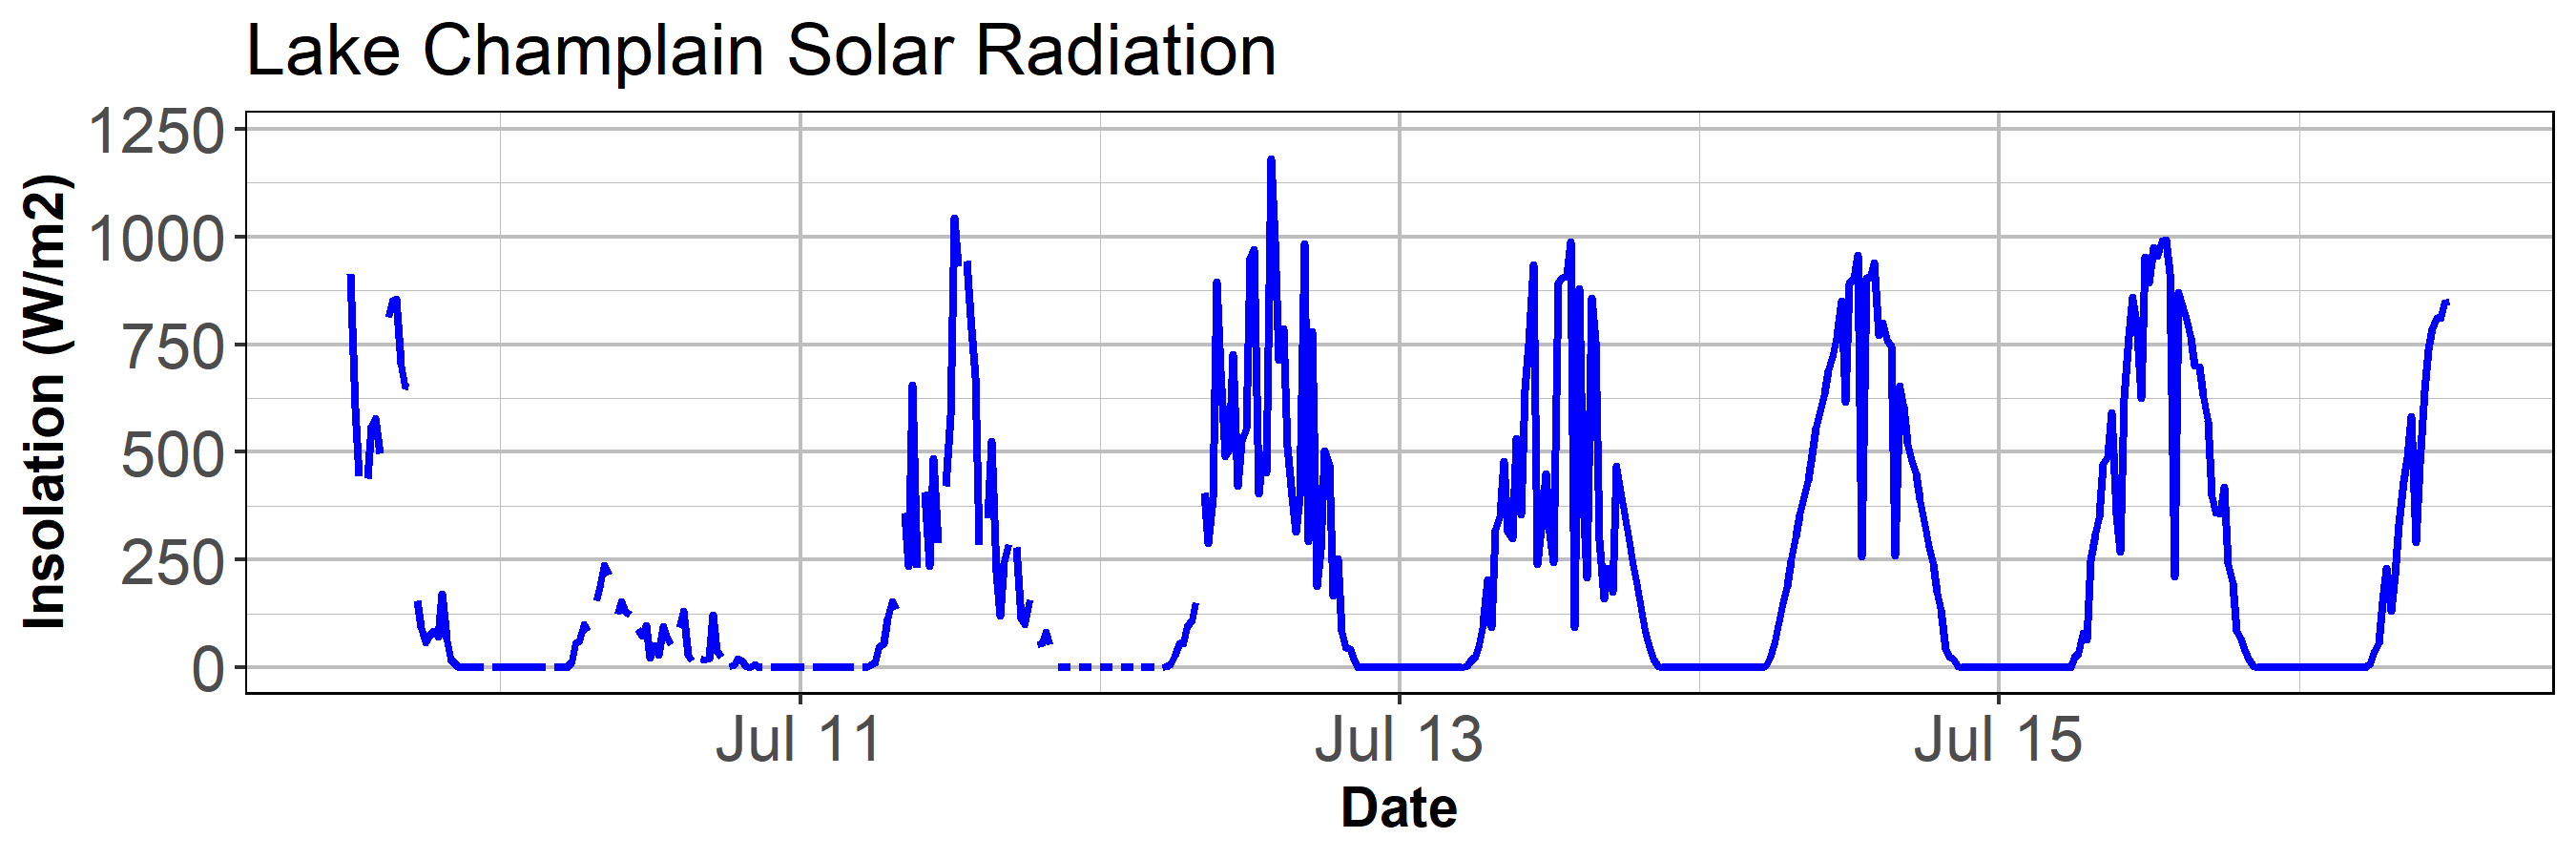 Lake Champlain Solar Radiation
Insolation (W/m2)
1250
1000
750
500
250
0
Jul 11
Jul 13
Jul 15
Date